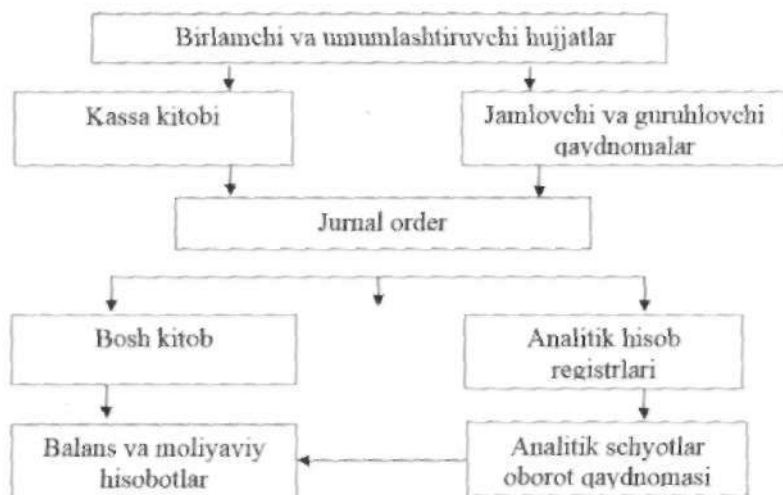 Birlamchi va umumlashtiruvchi hujjatlar
Kassa kitobi
Jamlovchi va guruhlovchi
qaydnomalar
Jurnal order
Bosh kitob
Analitik hisob
registrlari
Balans va moliyaviy
hisobotlar
Analitik schyotlar
oborot qaydnomasi